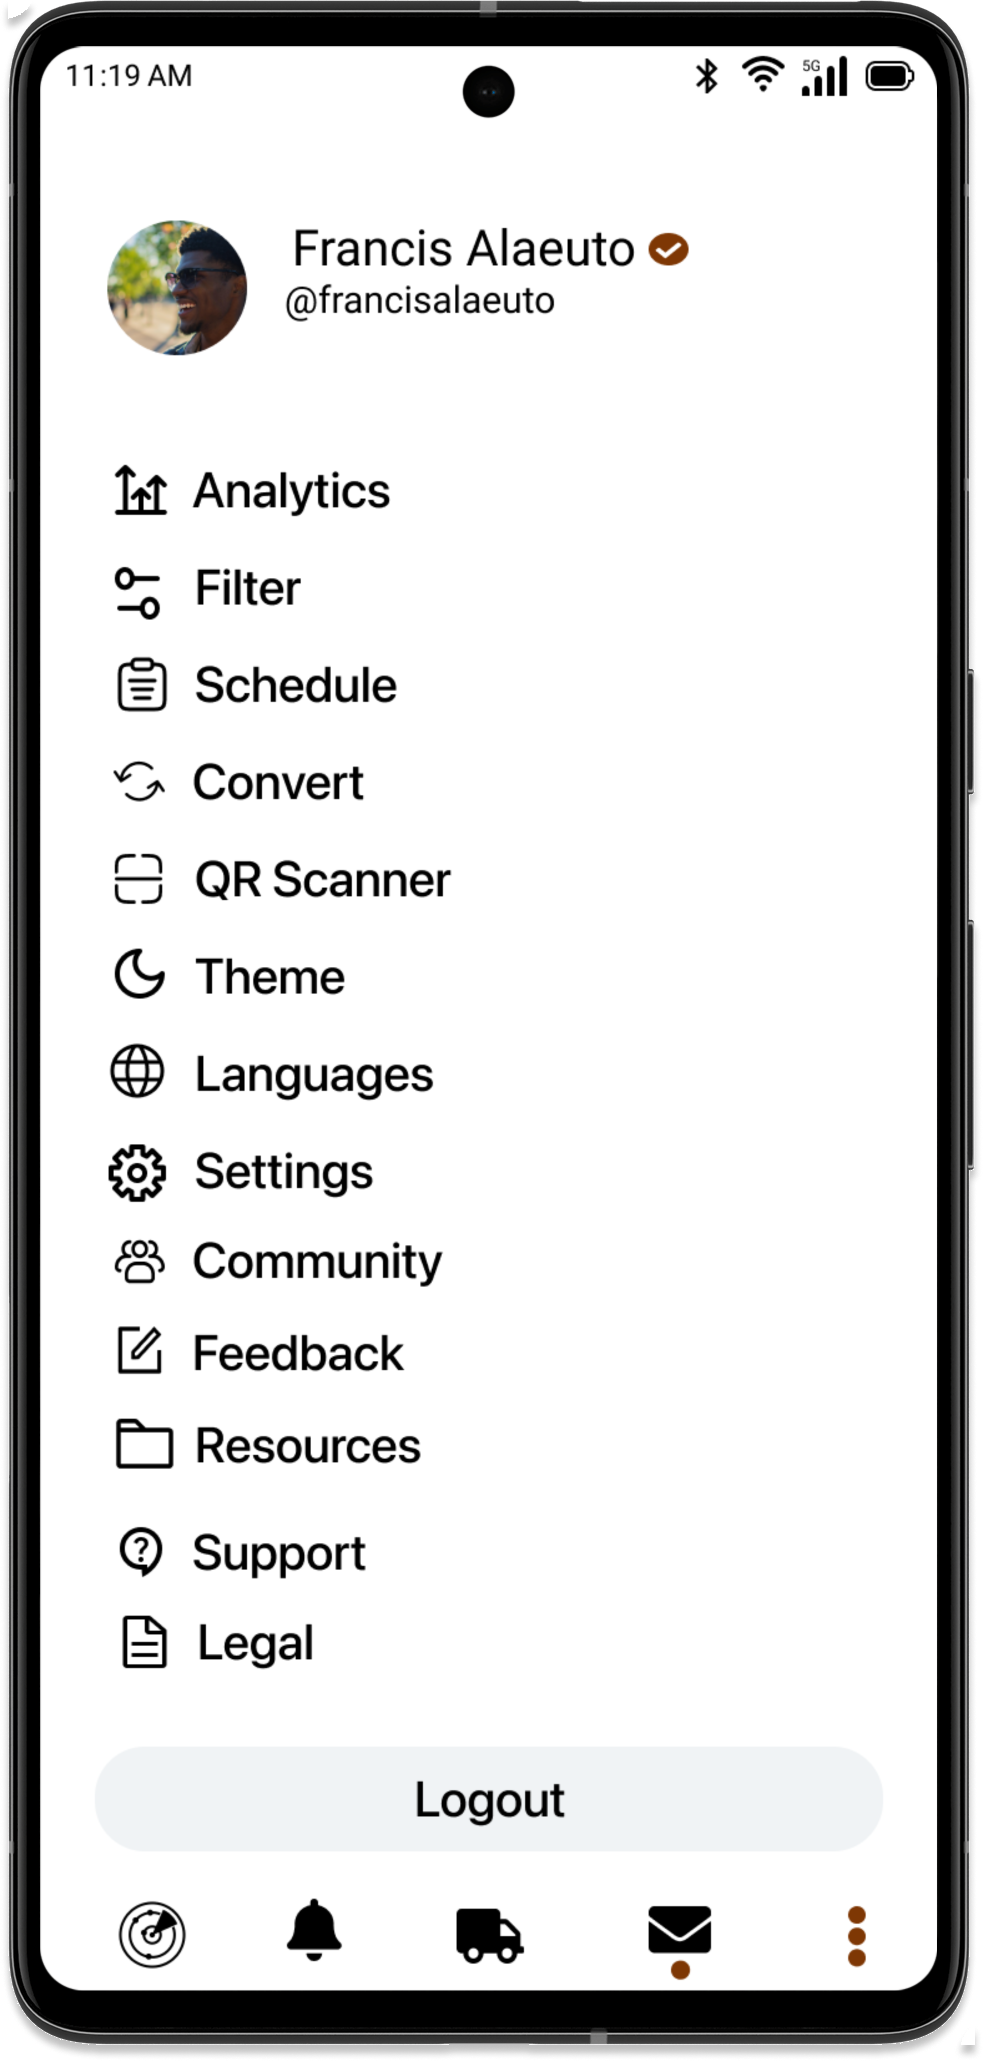 11:19 AM
5G
Francis Alaeuto
@francisalaeuto
Analytics
Filter
Schedule
Convert
QR Scanner
Theme
Languages
Settings
Community
Feedback
Resources
Support
Legal
Logout